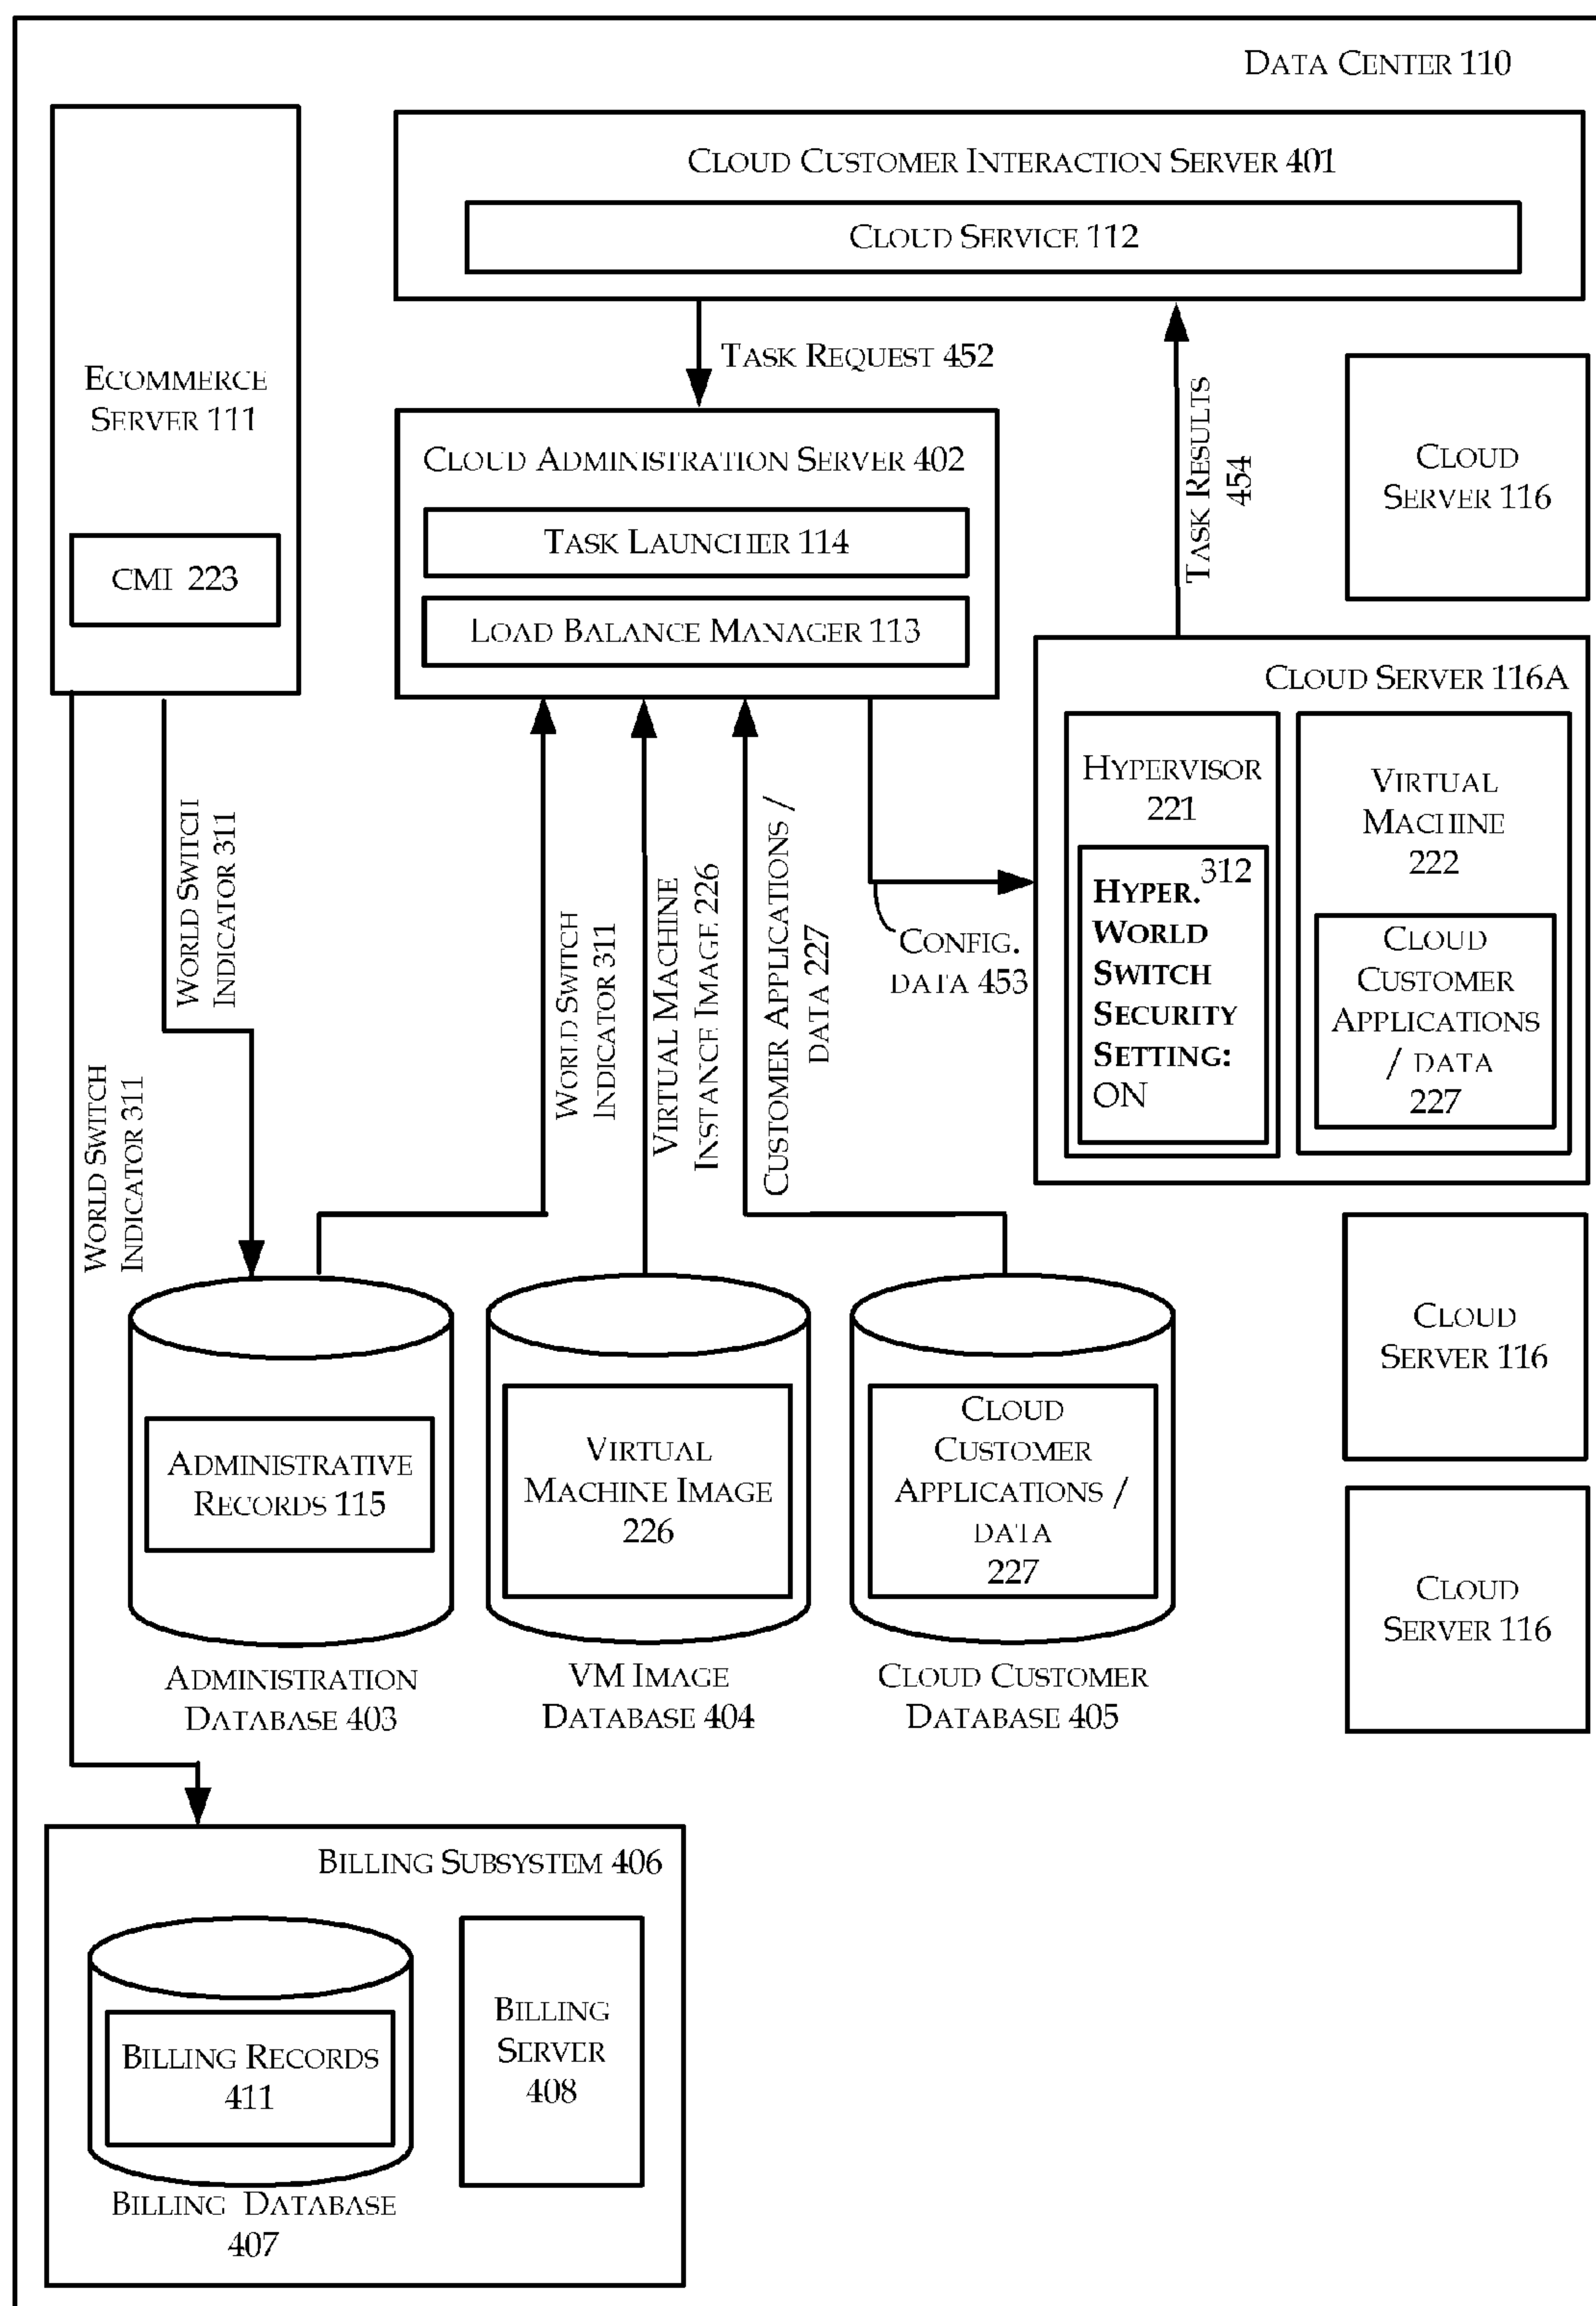 DATA CENTER 110
CLOUD CUSTOMER INTERACTION SERVER 401
CLOUD SERVICE 112
ECOMMERCE
SERVER 111
CMI 223
TASK REQUEST 452
CLOUD ADMINISTRATION SERVER 402
TASK LAUNCHER 114
LOAD BALANCE MANAGER 113
TASK RESULTS
454
CLOUD
SERVER 116
CLOUD SERVER 116A
HYPERVISOR
221
312
HYPER.
WORLD
SWITCH
SECURITY
SETTING:
ON
VIRTUAL
MACHINE
222
CLOUD
CUSTOMER
APPLICATIONS
/ DATA
227
WORLD SWITCH
INDICATOR 311
WORLD SWITCH
INDICATOR 311
WORLD SWITCH
INDICATOR 311
VIRTUAL MACHINE
INSTANCE IMAGE 226
CUSTOMER APPLICATIONS /
DATA 227
CONFIG.
DATA 453
ADMINISTRATIVE
RECORDS 115
ADMINISTRATION
DATABASE 403
VIRTUAL
MACHINE IMAGE
226
VM IMAGE
DATABASE 404
CLOUD
CUSTOMER
APPLICATIONS /
DATA
227
CLOUD CUSTOMER
DATABASE 405
CLOUD
SERVER 116
CLOUD
SERVER 116
BILLING SUBSYSTEM 406
BILLING RECORDS
411
BILLING DATABASE
407
BILLING
SERVER
408